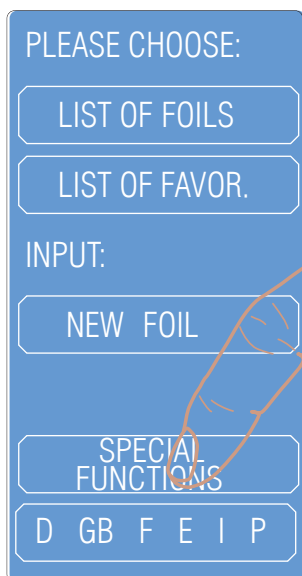 PLEASE CHOOSE:
LIST OF FOILS
LIST OF FAVOR.
INPUT:
NEW FOIL
SPECIAL
FUNCTIONS
D GB F E I P